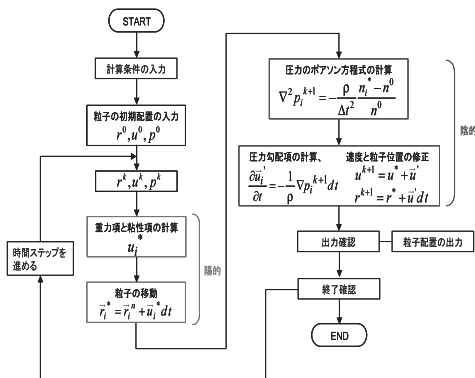 START
計算条件の入力
粒子の初期配置の入力
r⁰, u⁰, p⁰
rᵏ, uᵏ, pᵏ
重力項と粘性項の計算
uᵢ*
陽的
粒子の移動
r⃗ᵢ* = r⃗ᵢⁿ + u⃗ᵢ* dt
時間ステップを
進める
圧力のポアソン方程式の計算
∇² pᵢᵏ⁺¹ = − ρ/Δt² (nᵢ* − n⁰)/n⁰
陰的
圧力勾配項の計算、 速度と粒子位置の修正
∂u⃗ᵢ'/∂t = − 1/ρ ∇pᵢᵏ⁺¹ dt
uᵏ⁺¹ = u* + u⃗'
rᵏ⁺¹ = r* + u⃗' dt
出力確認
粒子配置の出力
終了確認
END